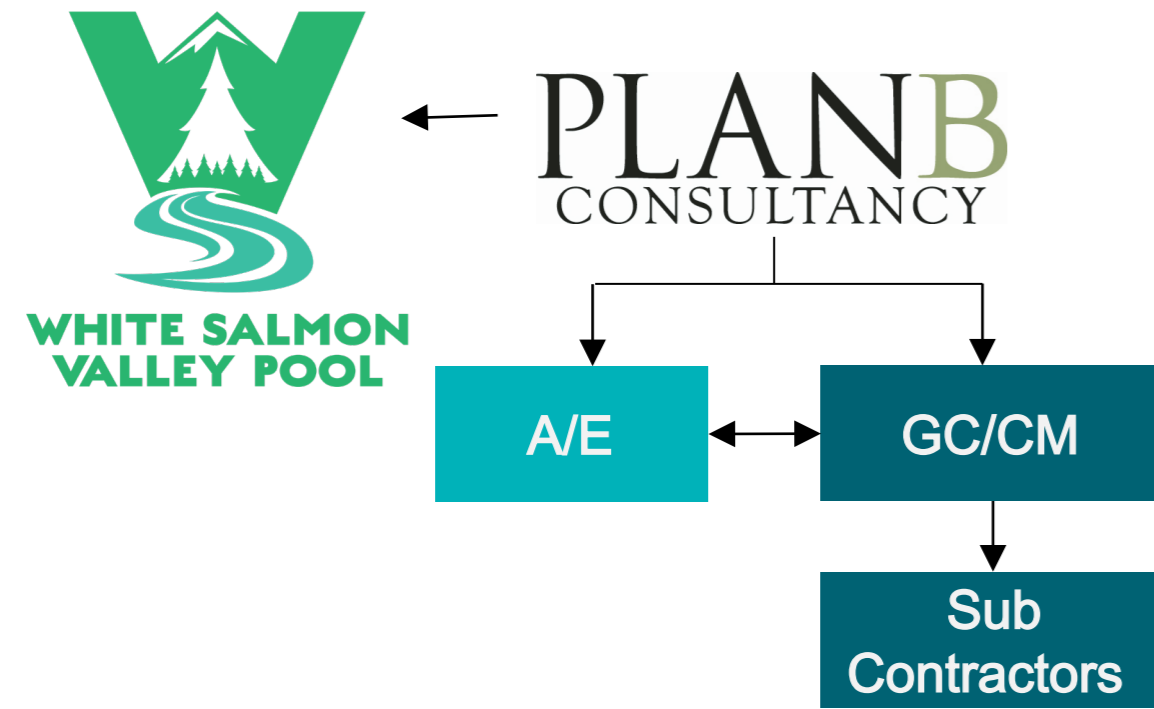 WHITE SALMON
VALLEY POOL
PLANB
CONSULTANCY
A/E
GC/CM
Sub
Contractors